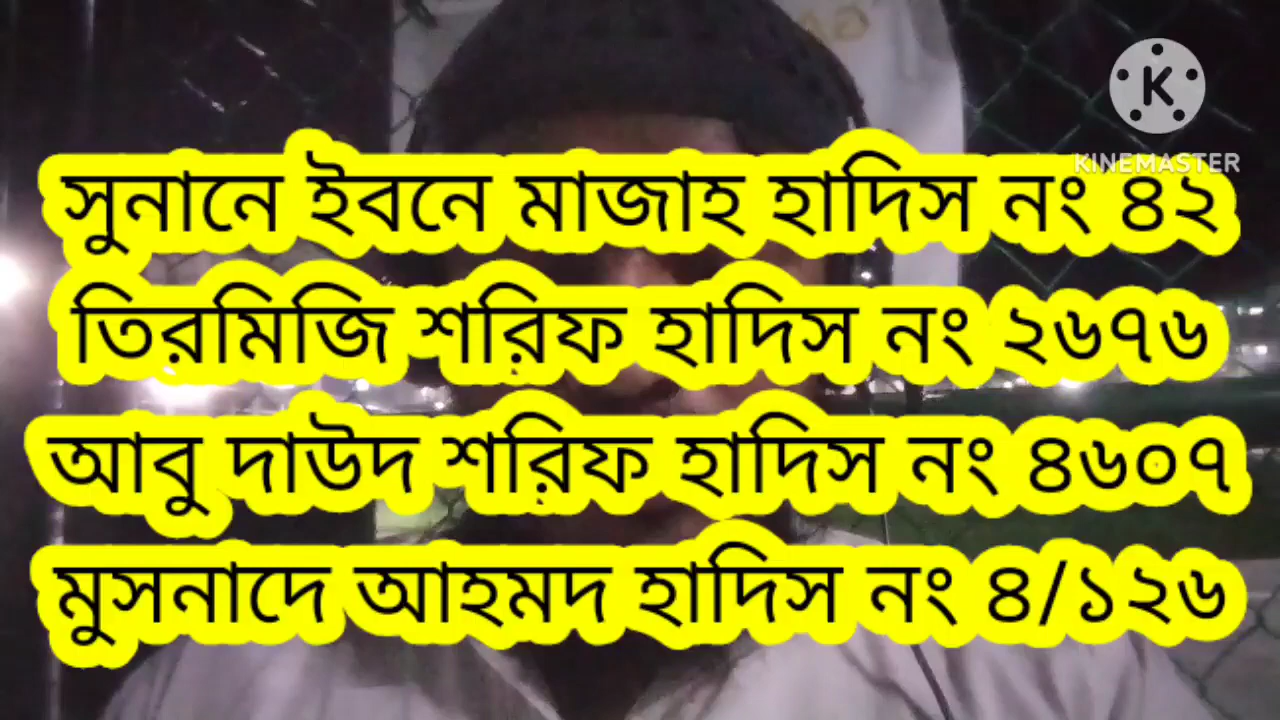 K
KINEMASTER
সুনানে ইবনে মাজাহ হাদিস নং ৪২
তিরমিজি শরিফ হাদিস নং ২৬৭৬
আবু দাউদ শরিফ হাদিস নং ৪৬০৭
মুসনাদে আহমদ হাদিস নং ৪/১২৬